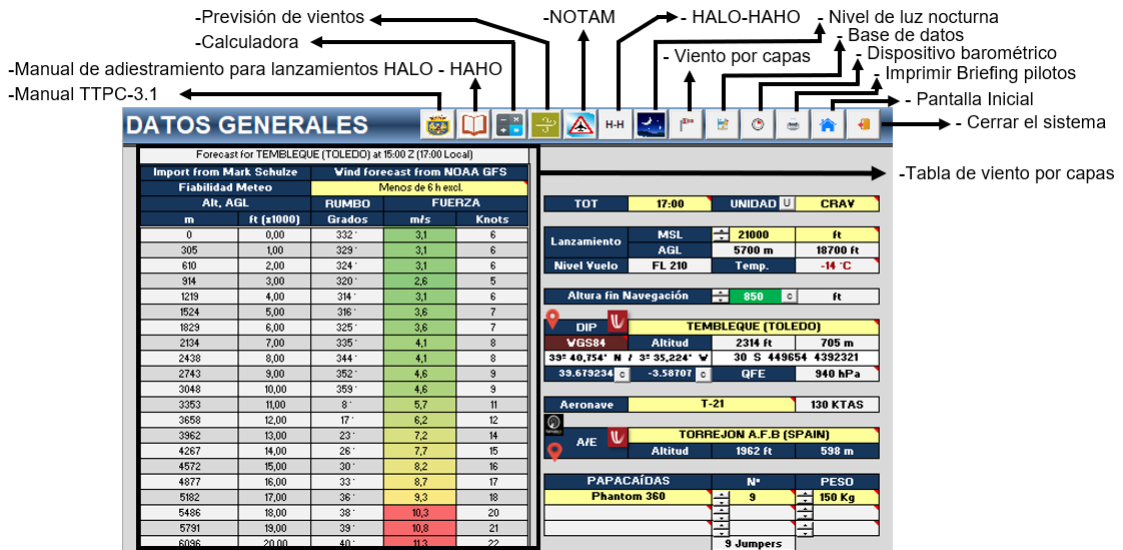 -Previsión de vientos
-NOTAM
- HALO-HAHO
- Nivel de luz nocturna
-Calculadora
- Viento por capas
- Base de datos
- Dispositivo barométrico
-Manual de adiestramiento para lanzamientos HALO - HAHO
- Imprimir Briefing pilotos
-Manual TTPC-3.1
- Pantalla Inicial
DATOS GENERALES
H-H
- Cerrar el sistema
-Tabla de viento por capas
Forecast for TEMBLEQUE (TOLEDO) at 15:00 Z (17:00 Local)
Import from Mark Schulze Wind forecast from NOAA GFS
Fiabilidad Meteo Menos de 6 h excl.
Alt, AGL RUMBO FUERZA
m ft (x1000) Grados m/s Knots
0 0,00 332 ° 3,1 6
305 1,00 329 ° 3,1 6
610 2,00 324 ° 3,1 6
914 3,00 320 ° 2,6 5
1219 4,00 314 ° 3,1 6
1524 5,00 316 ° 3,6 7
1829 6,00 325 ° 3,6 7
2134 7,00 335 ° 4,1 8
2438 8,00 344 ° 4,1 8
2743 9,00 352 ° 4,6 9
3048 10,00 359 ° 4,6 9
3353 11,00 8 ° 5,7 11
3658 12,00 17 ° 6,2 12
3962 13,00 23 ° 7,2 14
4267 14,00 26 ° 7,7 15
4572 15,00 30 ° 8,2 16
4877 16,00 33 ° 8,7 17
5182 17,00 36 ° 9,3 18
5486 18,00 38 ° 10,3 20
5791 19,00 39 ° 10,8 21
6096 20,00 40 ° 11,3 22
TOT 17:00 UNIDAD U CRAV
Lanzamiento MSL 21000 ft
AGL 5700 m 18700 ft
Nivel Vuelo FL 210 Temp. -14 °C
Altura fin Navegación 850 c ft
DIP TEMBLEQUE (TOLEDO)
WGS84 Altitud 2314 ft 705 m
39º 40,754' N / 3º 35,224' W 30 S 449654 4392321
39.679234 c -3.58707 c QFE 940 hPa
Aeronave T-21 130 KTAS
A/E TORREJON A.F.B (SPAIN)
Altitud 1962 ft 598 m
PAPACAÍDAS Nº PESO
Phantom 360 9 150 Kg
9 Jumpers